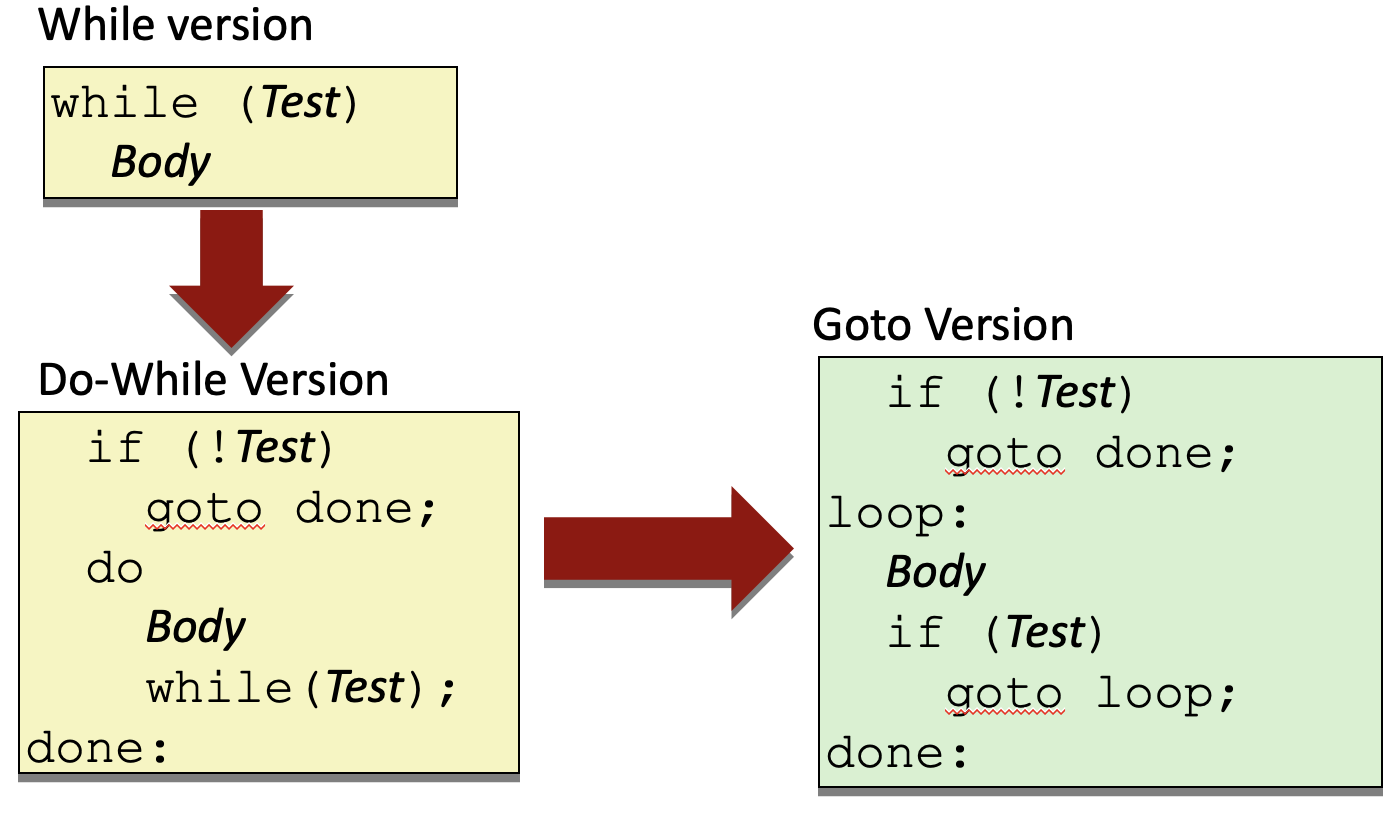 While version
while (Test)
Body
Do-While Version
if (!Test)
goto done;
do
Body
while(Test);
done:
Goto Version
if (!Test)
goto done;
loop:
Body
if (Test)
goto loop;
done: